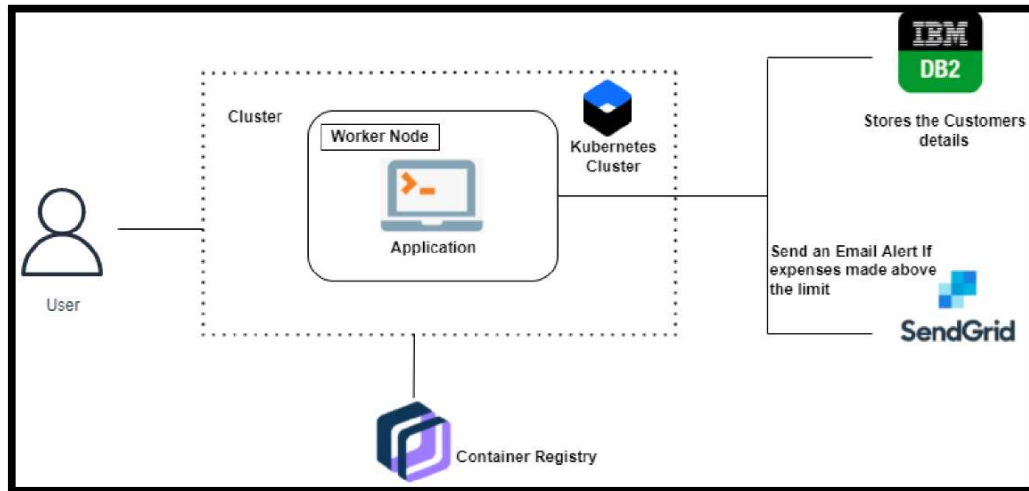 IBM
DB2
Stores the Customers
details
Cluster
Worker Node
Kubernetes
Cluster
Application
User
Send an Email Alert If
expenses made above
the limit
SendGrid
Container Registry